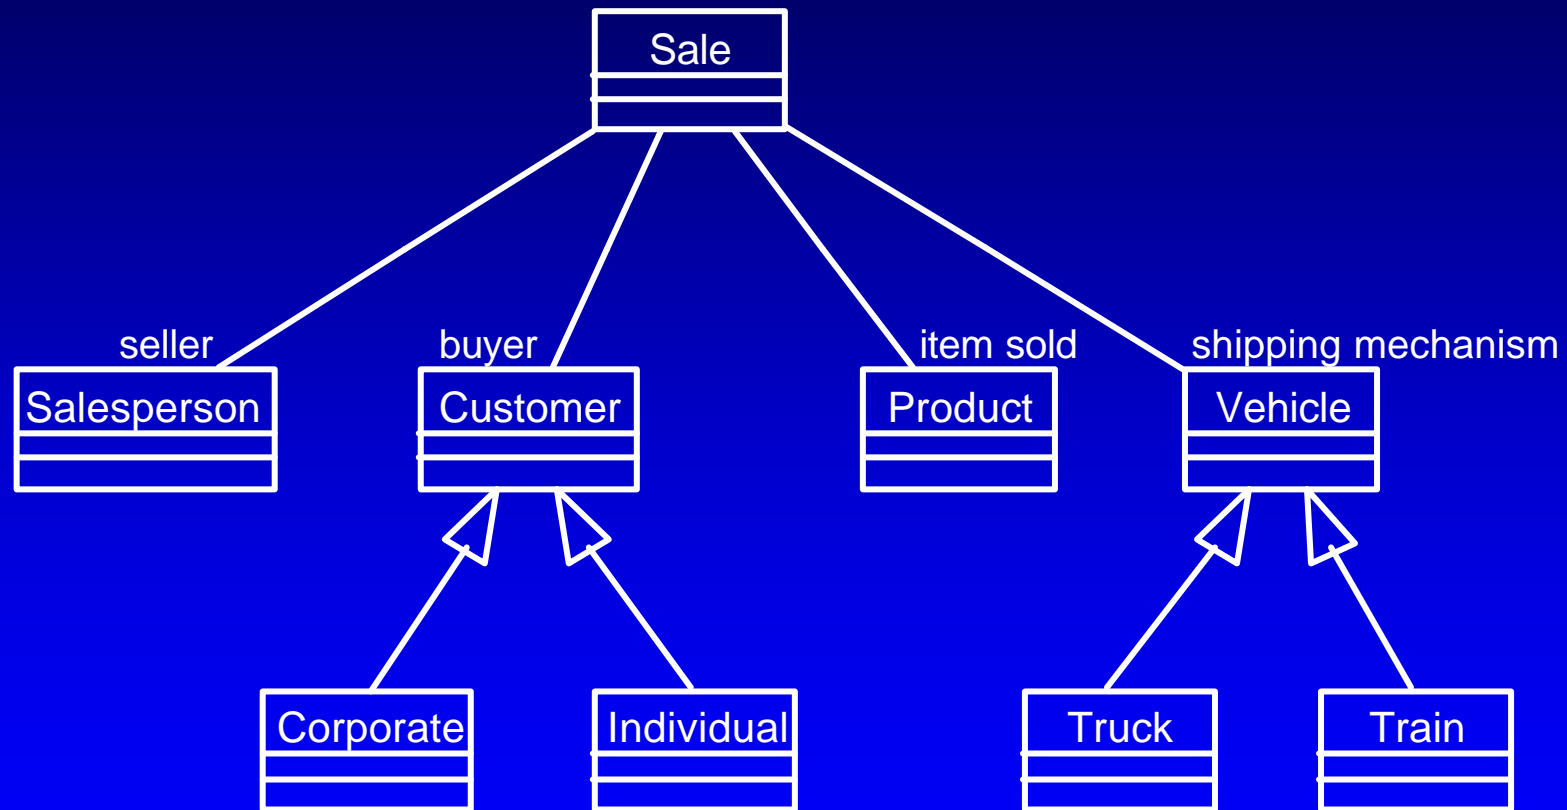 Sale
seller
buyer
item sold
shipping mechanism
Salesperson
Customer
Product
Vehicle
Corporate
Individual
Truck
Train